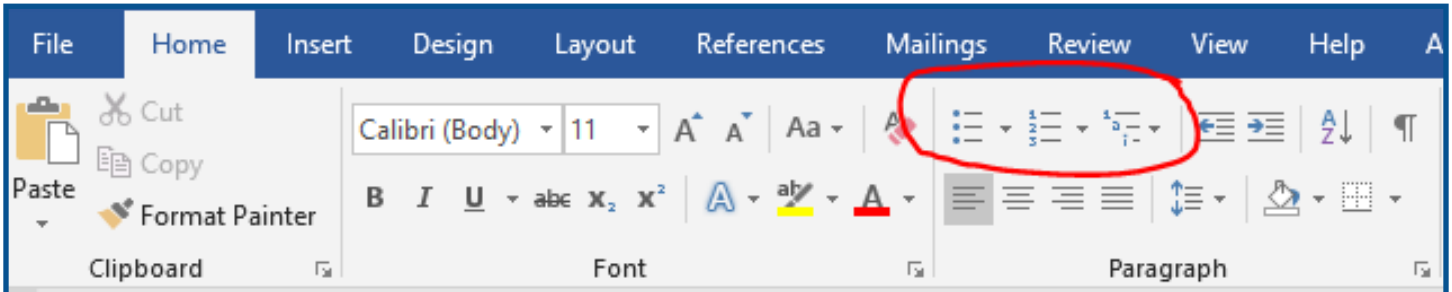 File Home Insert Design Layout References Mailings Review View Help A
Cut
Calibri (Body) 11 A A Aa
Copy
Paste
B I U abc X₂ X² A ab A
Format Painter
Clipboard Font Paragraph